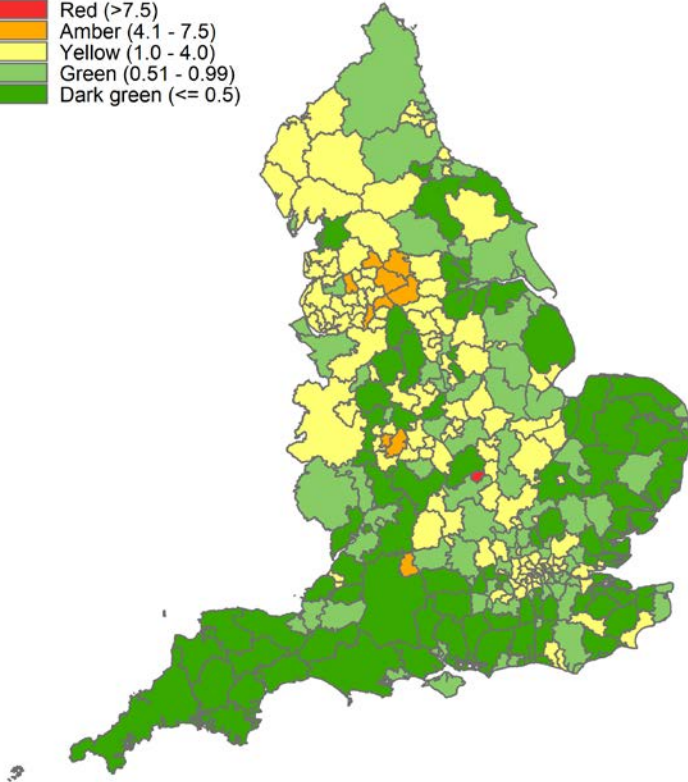 Red (>7.5)
Amber (4.1 - 7.5)
Yellow (1.0 - 4.0)
Green (0.51 - 0.99)
Dark green (<= 0.5)